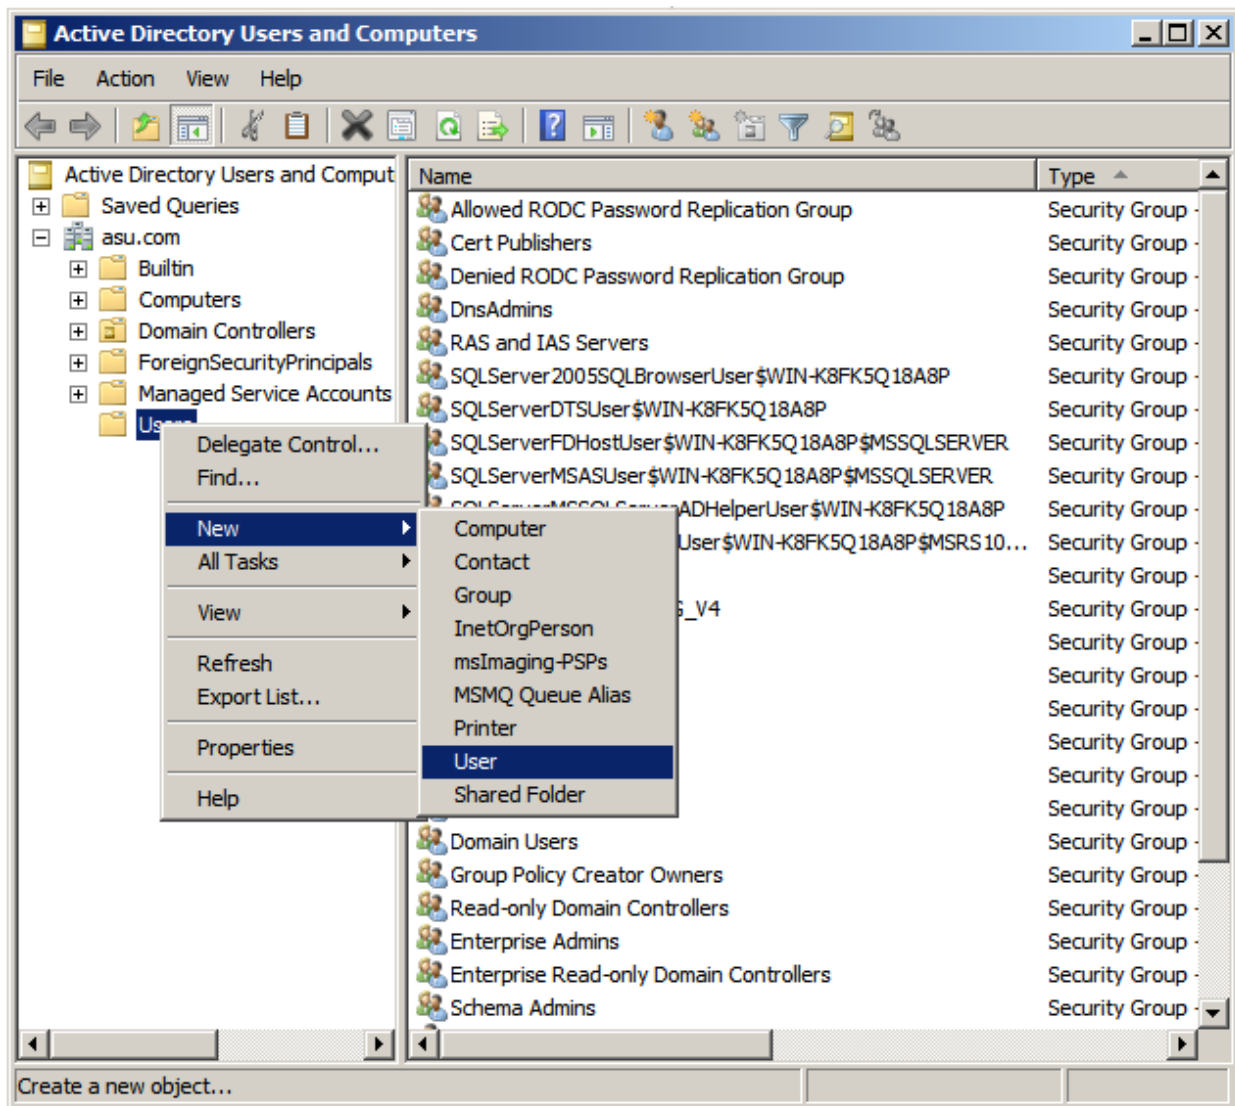 Active Directory Users and Computers
File Action View Help
Active Directory Users and Comput
Saved Queries
asu.com
Builtin
Computers
Domain Controllers
ForeignSecurityPrincipals
Managed Service Accounts
Users
Delegate Control...
Find...
New
All Tasks
View
Refresh
Export List...
Properties
Help
Computer
Contact
Group
InetOrgPerson
msImaging-PSPs
MSMQ Queue Alias
Printer
User
Shared Folder
Name Type
Allowed RODC Password Replication Group Security Group -
Cert Publishers Security Group -
Denied RODC Password Replication Group Security Group -
DnsAdmins Security Group -
RAS and IAS Servers Security Group -
SQLServer2005SQLBrowserUser$WIN-K8FK5Q18A8P Security Group -
SQLServerDTSUser$WIN-K8FK5Q18A8P Security Group -
SQLServerFDHostUser$WIN-K8FK5Q18A8P$MSSQLSERVER Security Group -
SQLServerMSASUser$WIN-K8FK5Q18A8P$MSSQLSERVER Security Group -
SQLServerMSSQLServerADHelperUser$WIN-K8FK5Q18A8P Security Group -
User$WIN-K8FK5Q18A8P$MSRS10... Security Group -
Security Group -
_V4
Security Group -
Security Group -
Security Group -
Security Group -
Security Group -
Security Group -
Domain Users Security Group -
Group Policy Creator Owners Security Group -
Read-only Domain Controllers Security Group -
Enterprise Admins Security Group -
Enterprise Read-only Domain Controllers Security Group -
Schema Admins Security Group -
Create a new object...